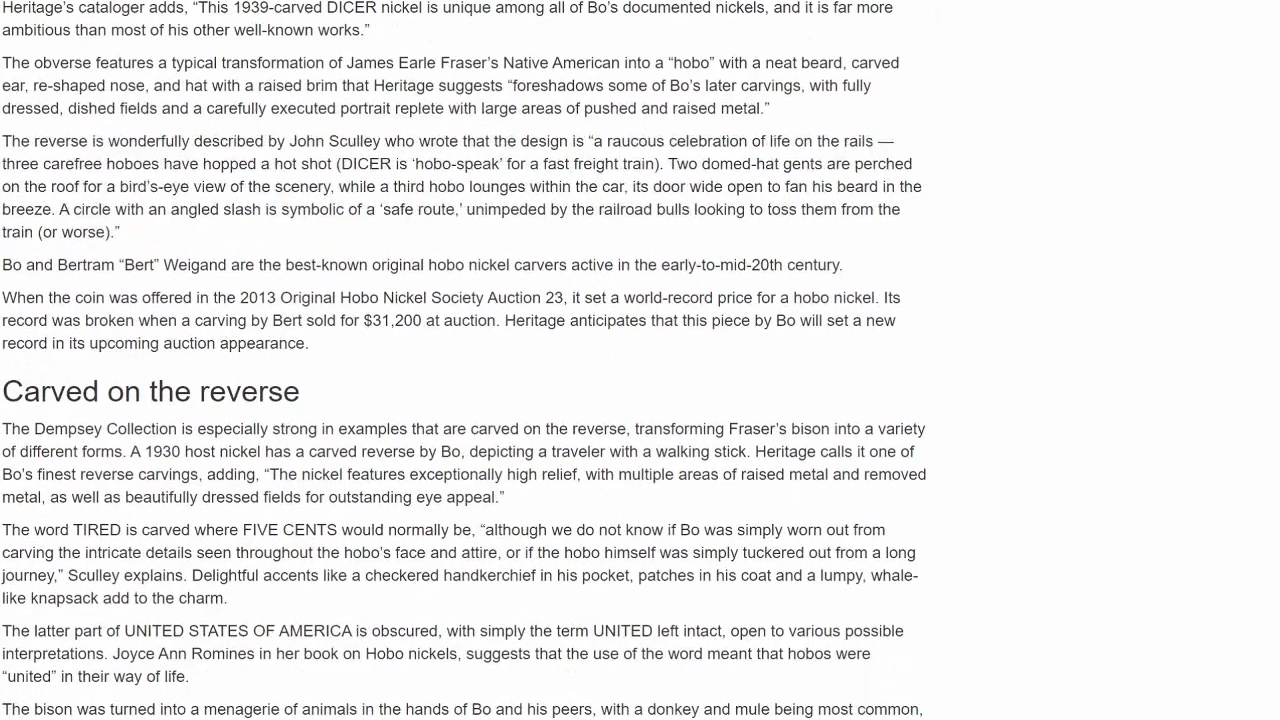 Heritage’s cataloger adds, “This 1939-carved DICER nickel is unique among all of Bo’s documented nickels, and it is far more
ambitious than most of his other well-known works.”
The obverse features a typical transformation of James Earle Fraser’s Native American into a “hobo” with a neat beard, carved
ear, re-shaped nose, and hat with a raised brim that Heritage suggests “foreshadows some of Bo’s later carvings, with fully
dressed, dished fields and a carefully executed portrait replete with large areas of pushed and raised metal.”
The reverse is wonderfully described by John Sculley who wrote that the design is “a raucous celebration of life on the rails —
three carefree hoboes have hopped a hot shot (DICER is ‘hobo-speak’ for a fast freight train). Two domed-hat gents are perched
on the roof for a bird’s-eye view of the scenery, while a third hobo lounges within the car, its door wide open to fan his beard in the
breeze. A circle with an angled slash is symbolic of a ‘safe route,’ unimpeded by the railroad bulls looking to toss them from the
train (or worse).”
Bo and Bertram “Bert” Weigand are the best-known original hobo nickel carvers active in the early-to-mid-20th century.
When the coin was offered in the 2013 Original Hobo Nickel Society Auction 23, it set a world-record price for a hobo nickel. Its
record was broken when a carving by Bert sold for $31,200 at auction. Heritage anticipates that this piece by Bo will set a new
record in its upcoming auction appearance.
Carved on the reverse
The Dempsey Collection is especially strong in examples that are carved on the reverse, transforming Fraser’s bison into a variety
of different forms. A 1930 host nickel has a carved reverse by Bo, depicting a traveler with a walking stick. Heritage calls it one of
Bo’s finest reverse carvings, adding, “The nickel features exceptionally high relief, with multiple areas of raised metal and removed
metal, as well as beautifully dressed fields for outstanding eye appeal.”
The word TIRED is carved where FIVE CENTS would normally be, “although we do not know if Bo was simply worn out from
carving the intricate details seen throughout the hobo’s face and attire, or if the hobo himself was simply tuckered out from a long
journey,” Sculley explains. Delightful accents like a checkered handkerchief in his pocket, patches in his coat and a lumpy, whale-
like knapsack add to the charm.
The latter part of UNITED STATES OF AMERICA is obscured, with simply the term UNITED left intact, open to various possible
interpretations. Joyce Ann Romines in her book on Hobo nickels, suggests that the use of the word meant that hobos were
“united” in their way of life.
The bison was turned into a menagerie of animals in the hands of Bo and his peers, with a donkey and mule being most common,